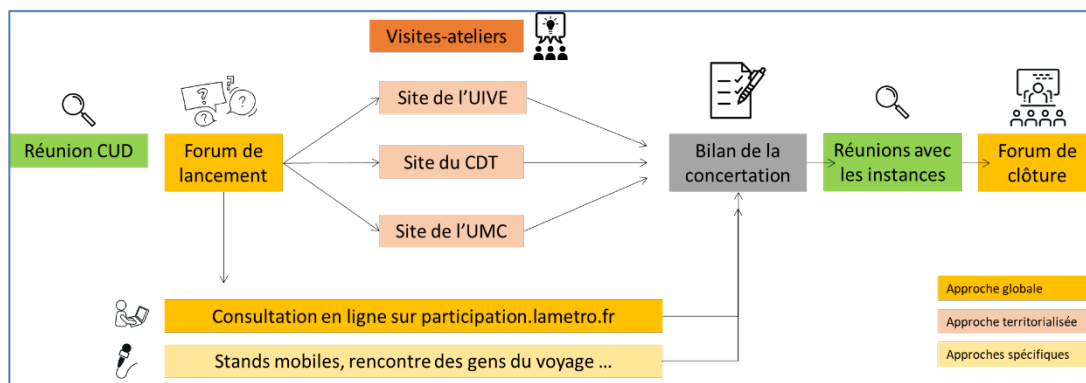 Visites-ateliers
Réunion CUD
Forum de
lancement
Site de l'UIVE
Site du CDT
Site de l'UMC
Bilan de la
concertation
Réunions avec
les instances
Forum de
clôture
Consultation en ligne sur participation.lametro.fr
Stands mobiles, rencontre des gens du voyage ...
Approche globale
Approche territorialisée
Approches spécifiques